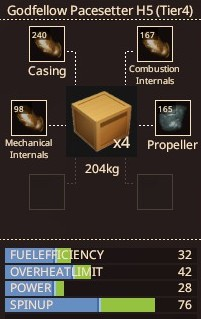 Godfellow Pacesetter H5 (Tier4)
240
167
Casing
Combustion
Internals
98
165
x4
Mechanical
Internals
Propeller
204kg
FUELEFFICIENCY 32
OVERHEATLIMIT 42
POWER 28
SPINUP 76